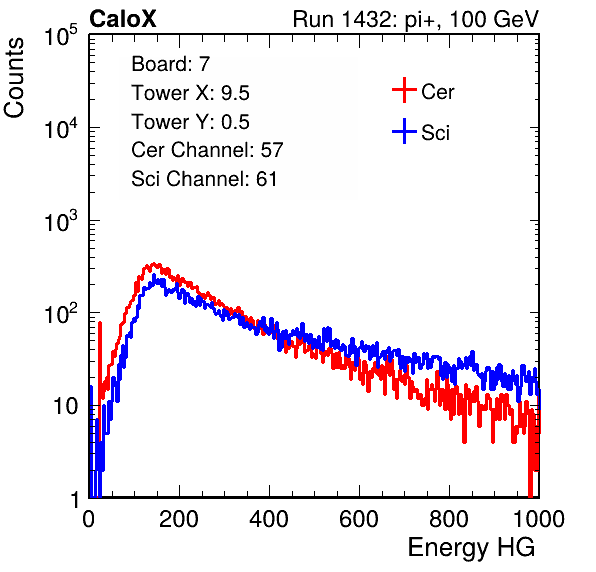 CaloX Run 1432: pi+, 100 GeV
Counts
10^5
10^4
10^3
10^2
10
1
Board: 7
Tower X: 9.5
Tower Y: 0.5
Cer Channel: 57
Sci Channel: 61
Cer
Sci
0 200 400 600 800 1000
Energy HG